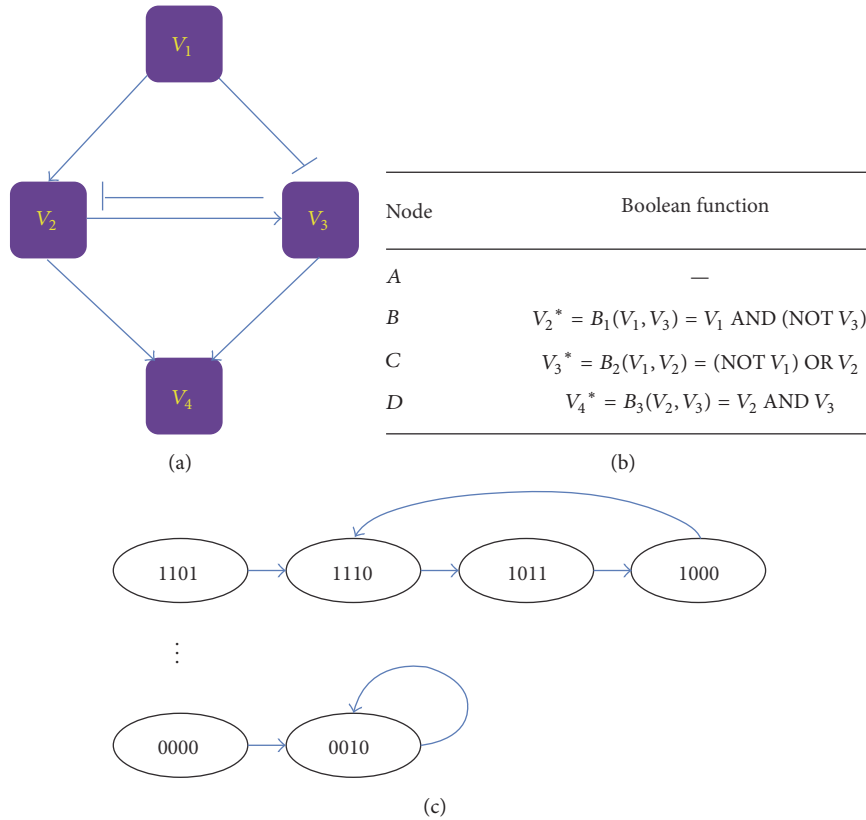 V1
V2
V3
V4
(a)
Node Boolean function
A —
B V2* = B1(V1, V3) = V1 AND (NOT V3)
C V3* = B2(V1, V2) = (NOT V1) OR V2
D V4* = B3(V2, V3) = V2 AND V3
(b)
1101 1110 1011 1000
⋮
0000 0010
(c)